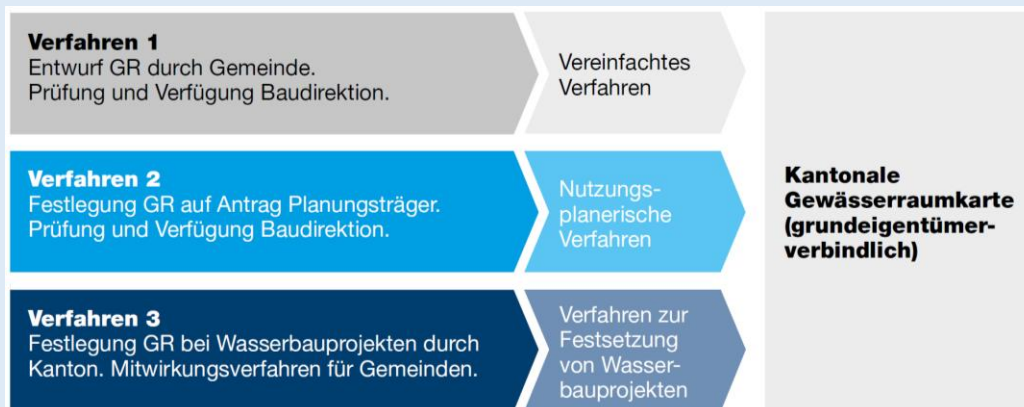 Verfahren 1
Entwurf GR durch Gemeinde.
Prüfung und Verfügung Baudirektion.
Vereinfachtes
Verfahren
Verfahren 2
Festlegung GR auf Antrag Planungsträger.
Prüfung und Verfügung Baudirektion.
Nutzungs-
planerische
Verfahren
Verfahren 3
Festlegung GR bei Wasserbauprojekten durch
Kanton. Mitwirkungsverfahren für Gemeinden.
Verfahren zur
Festsetzung
von Wasser-
bauprojekten
Kantonale
Gewässerraumkarte
(grundeigentümer-
verbindlich)